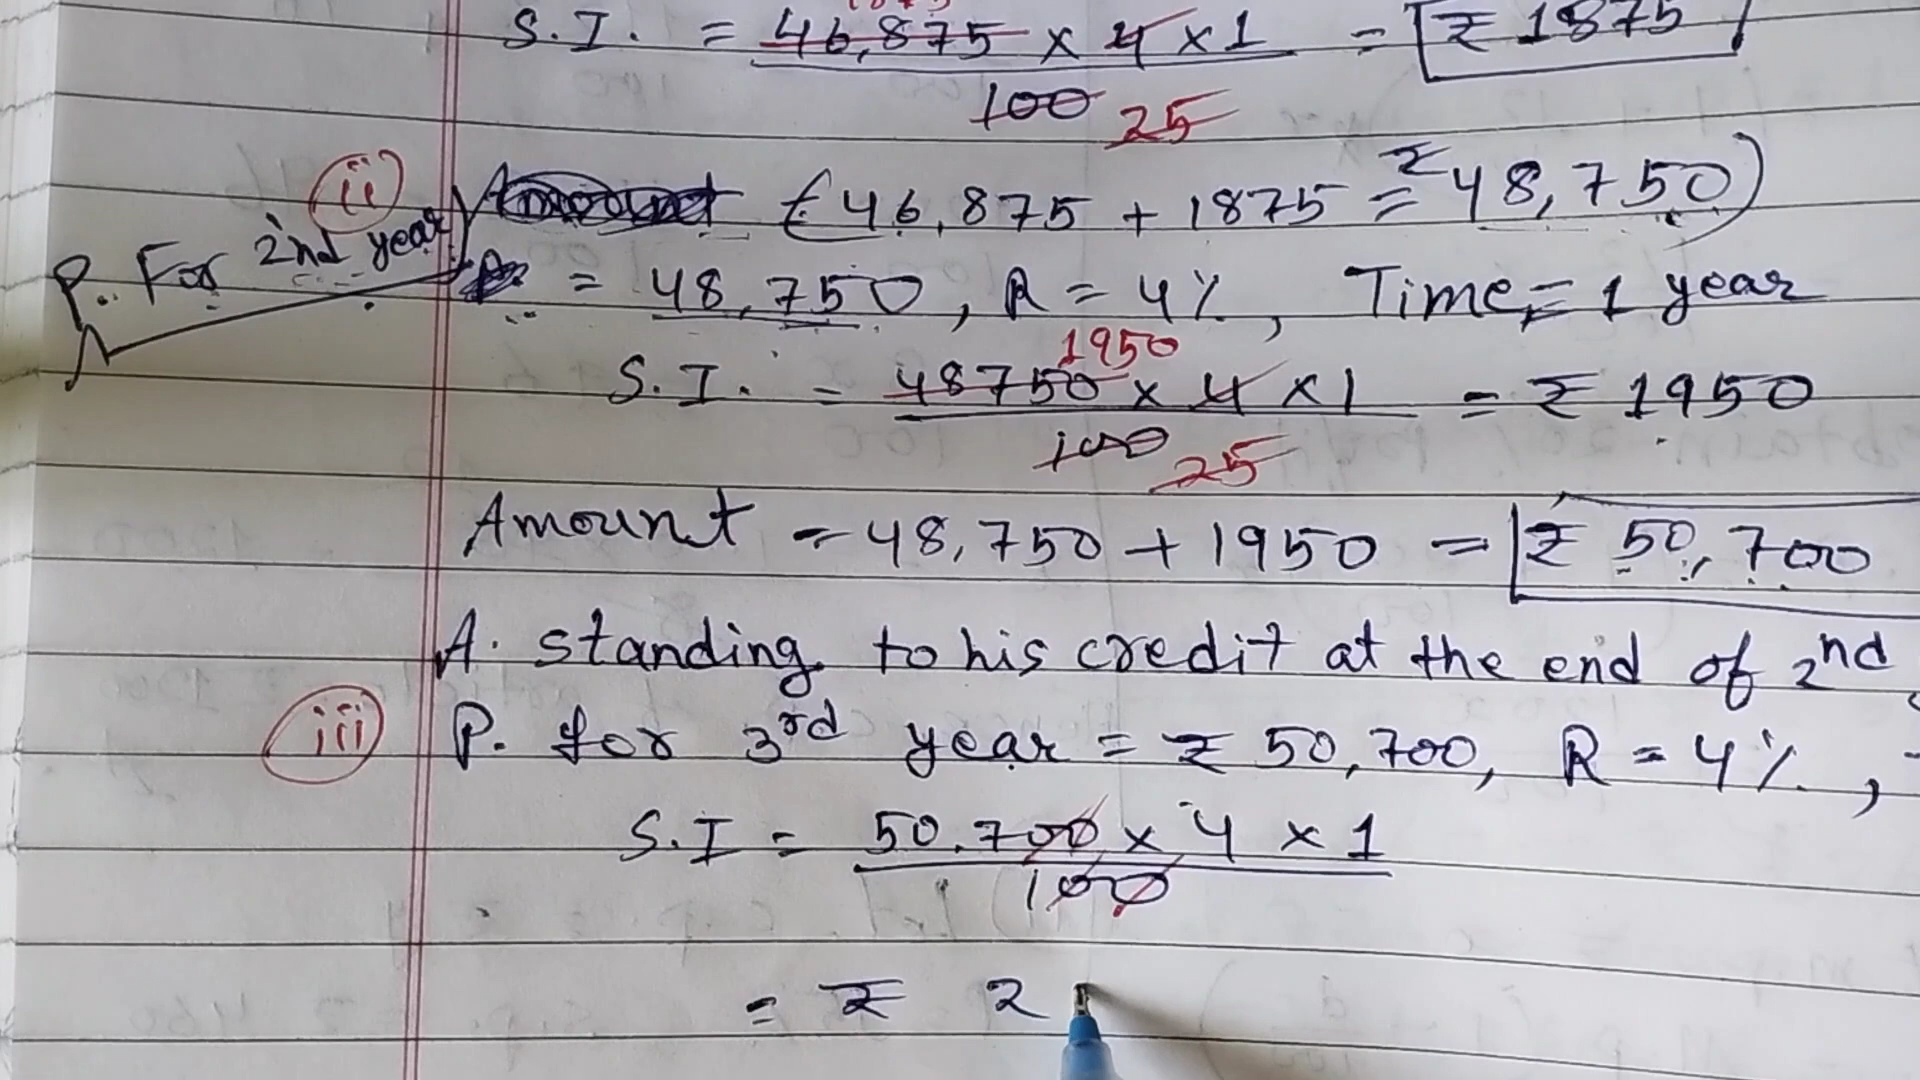 1875
S.I. = 46,875 x 4 x 1 = ₹ 1875
100 25
(ii) (46,875 + 1875 = ₹48,750)
P. For 2nd year = 48,750, R = 4%, Time = 1 year
1950
S.I. = 48750 x 4 x 1 = ₹ 1950
100 25
Amount = 48,750 + 1950 = ₹ 50,700
A. standing to his credit at the end of 2nd
(iii) P. for 3rd year = ₹ 50,700, R = 4%,
S.I = 50.700 x 4 x 1
100
= ₹ 2